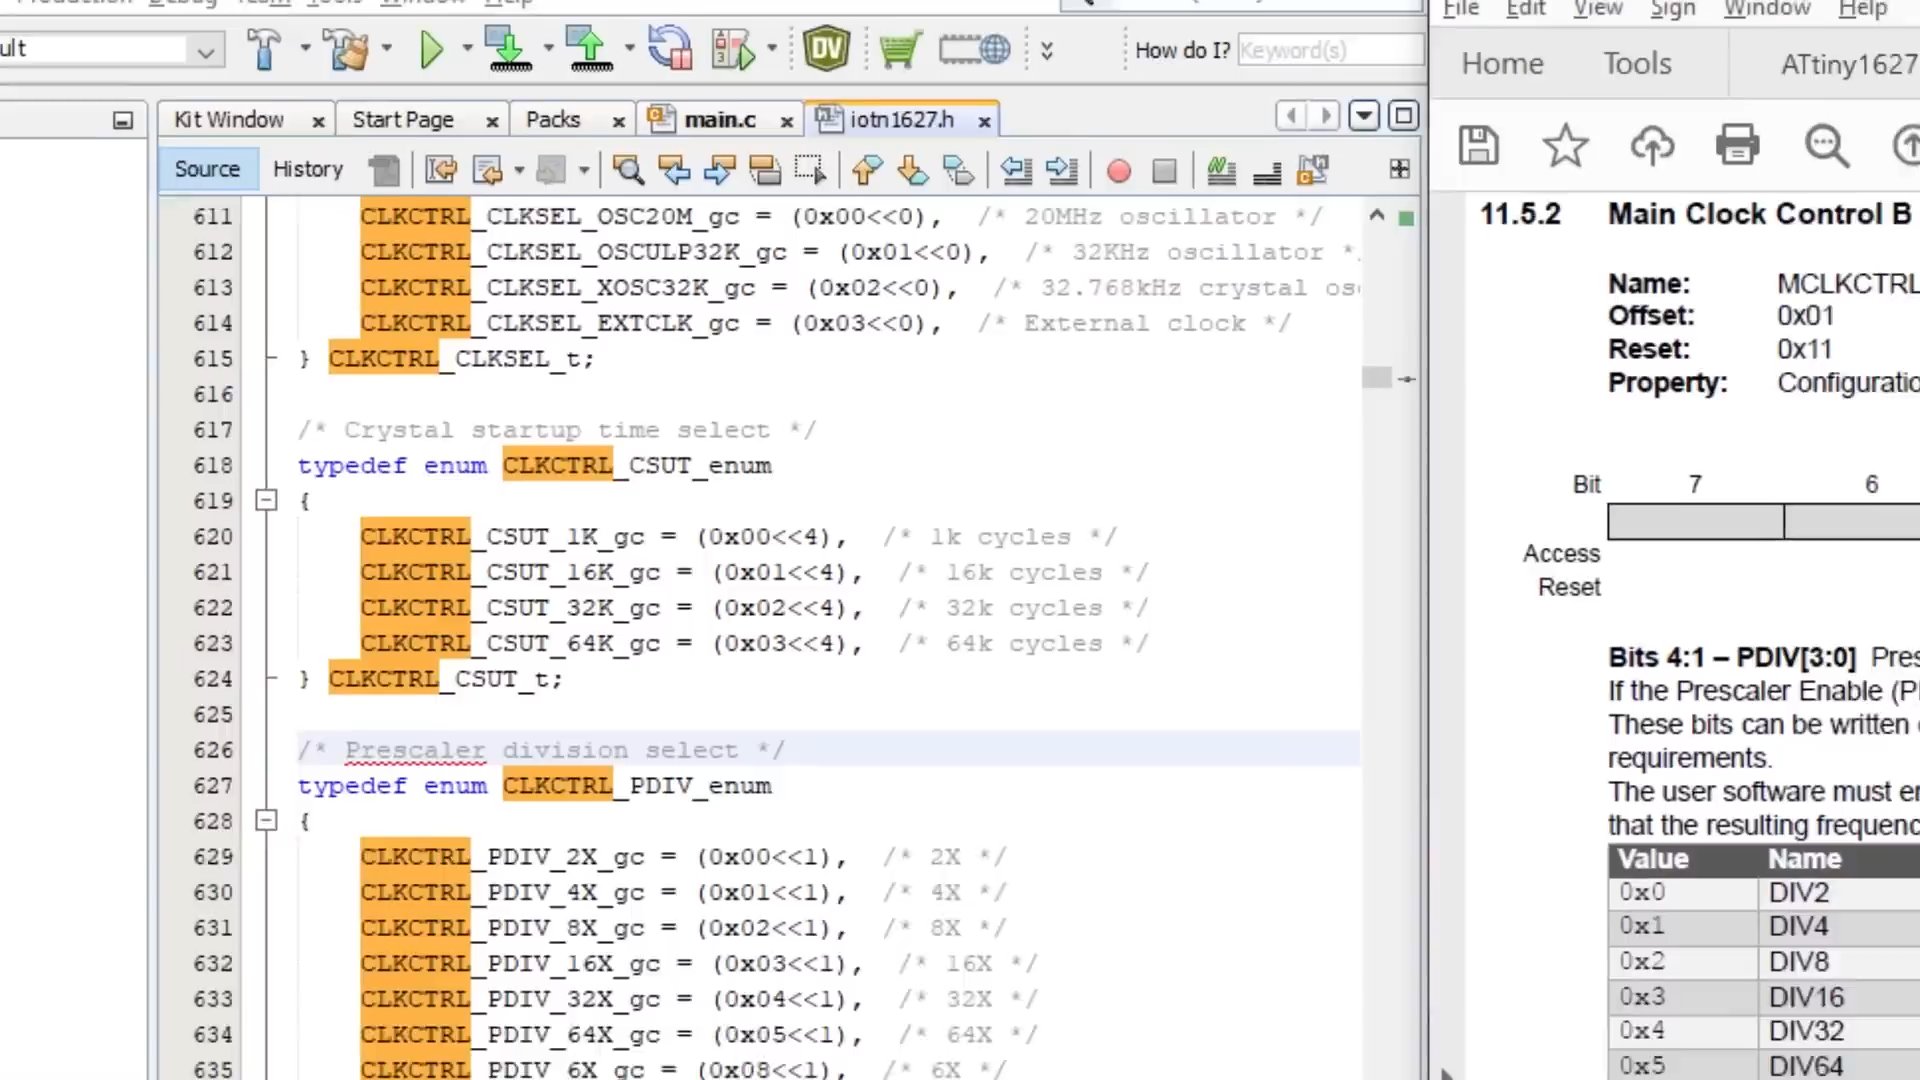 Production Debug Team Tools Window Help
ult
How do I? Keyword(s)
Kit Window x Start Page x Packs x main.c x iotn1627.h x
Source History
611 CLKCTRL_CLKSEL_OSC20M_gc = (0x00<<0), /* 20MHz oscillator */
612 CLKCTRL_CLKSEL_OSCULP32K_gc = (0x01<<0), /* 32KHz oscillator *
613 CLKCTRL_CLKSEL_XOSC32K_gc = (0x02<<0), /* 32.768kHz crystal os
614 CLKCTRL_CLKSEL_EXTCLK_gc = (0x03<<0), /* External clock */
615 } CLKCTRL_CLKSEL_t;
616
617 /* Crystal startup time select */
618 typedef enum CLKCTRL_CSUT_enum
619 {
620 CLKCTRL_CSUT_1K_gc = (0x00<<4), /* 1k cycles */
621 CLKCTRL_CSUT_16K_gc = (0x01<<4), /* 16k cycles */
622 CLKCTRL_CSUT_32K_gc = (0x02<<4), /* 32k cycles */
623 CLKCTRL_CSUT_64K_gc = (0x03<<4), /* 64k cycles */
624 } CLKCTRL_CSUT_t;
625
626 /* Prescaler division select */
627 typedef enum CLKCTRL_PDIV_enum
628 {
629 CLKCTRL_PDIV_2X_gc = (0x00<<1), /* 2X */
630 CLKCTRL_PDIV_4X_gc = (0x01<<1), /* 4X */
631 CLKCTRL_PDIV_8X_gc = (0x02<<1), /* 8X */
632 CLKCTRL_PDIV_16X_gc = (0x03<<1), /* 16X */
633 CLKCTRL_PDIV_32X_gc = (0x04<<1), /* 32X */
634 CLKCTRL_PDIV_64X_gc = (0x05<<1), /* 64X */
635 CLKCTRL_PDIV_6X_gc = (0x08<<1), /* 6X */
File Edit View Sign Window Help
Home Tools ATtiny1627
11.5.2 Main Clock Control B
Name: MCLKCTRL
Offset: 0x01
Reset: 0x11
Property: Configuratio
Bit 7 6
Access
Reset
Bits 4:1 – PDIV[3:0] Pres
If the Prescaler Enable (P
These bits can be written
requirements.
The user software must en
that the resulting frequenc
Value Name
0x0 DIV2
0x1 DIV4
0x2 DIV8
0x3 DIV16
0x4 DIV32
0x5 DIV64